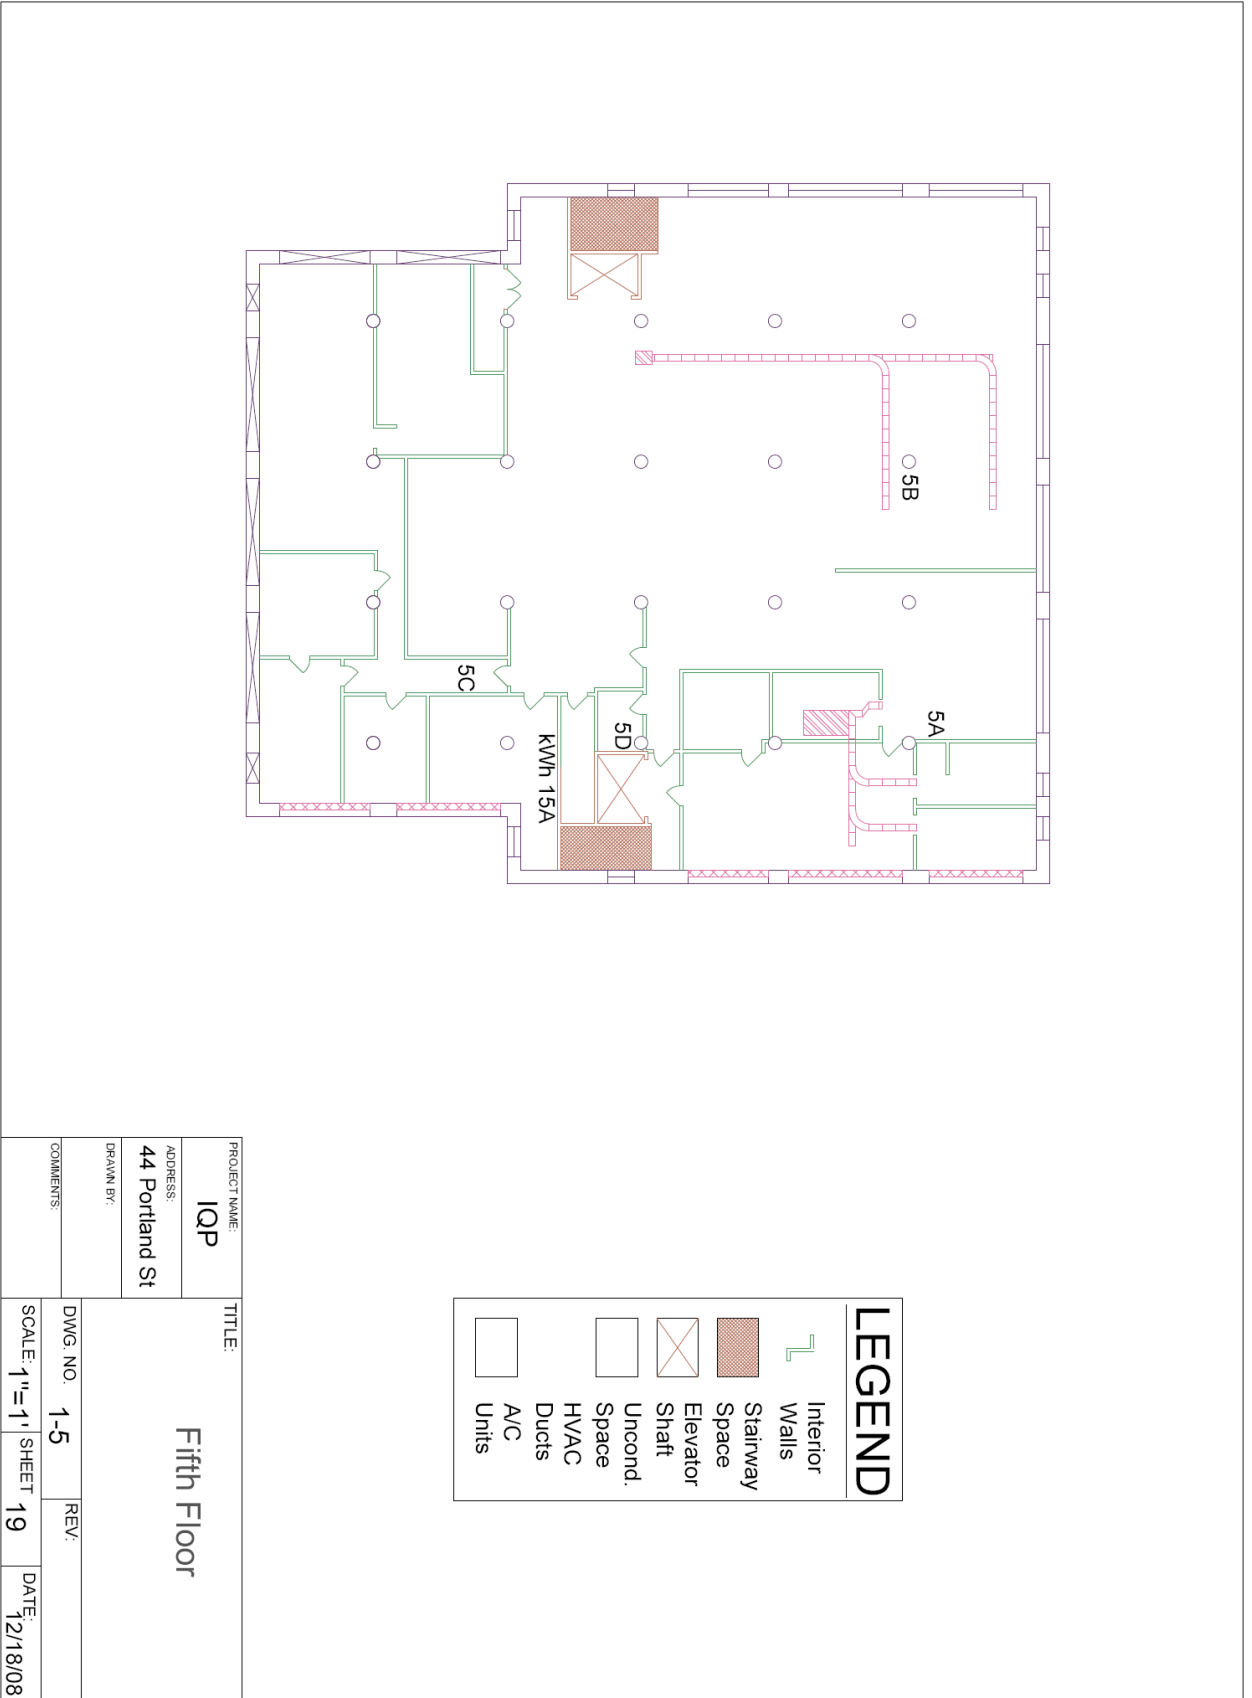 5B
5A
5C
5D
kWh 15A
LEGEND
Interior
Walls
Stairway
Space
Elevator
Shaft
Uncond.
Space
HVAC
Ducts
A/C
Units
PROJECT NAME:
IQP
ADDRESS:
44 Portland St
DRAWN BY:
COMMENTS:
TITLE:
Fifth Floor
DWG. NO. 1-5
REV:
SCALE: 1"=1'
SHEET 19
DATE: 12/18/08